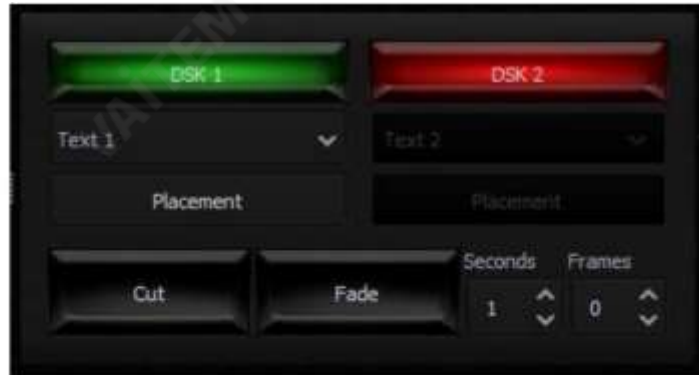 DSK 1 DSK 2
Text 1 Text 2
Placement Placement
Seconds Frames
Cut Fade 1 0